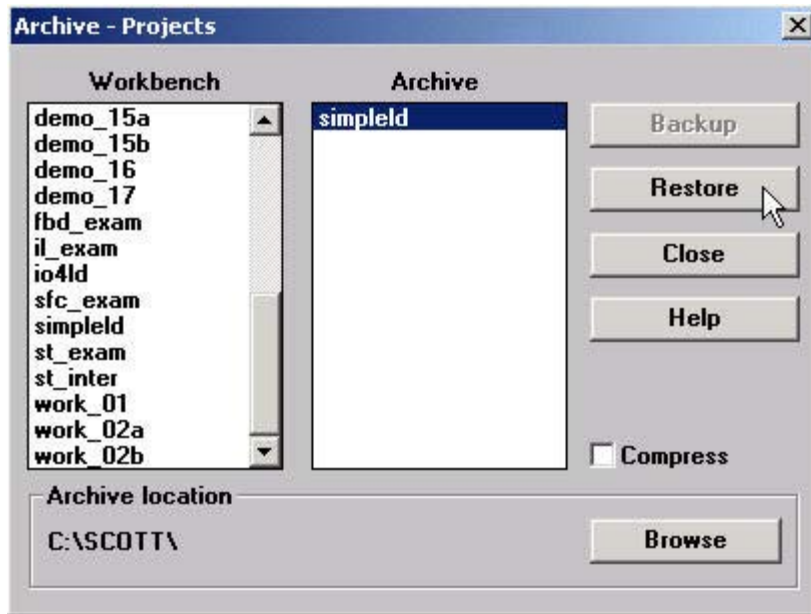 Archive - Projects
Workbench
demo_15a
demo_15b
demo_16
demo_17
fbd_exam
il_exam
io4ld
sfc_exam
simpleld
st_exam
st_inter
work_01
work_02a
work_02b
Archive
simpleld
Backup
Restore
Close
Help
Compress
Archive location
C:\SCOTT\
Browse